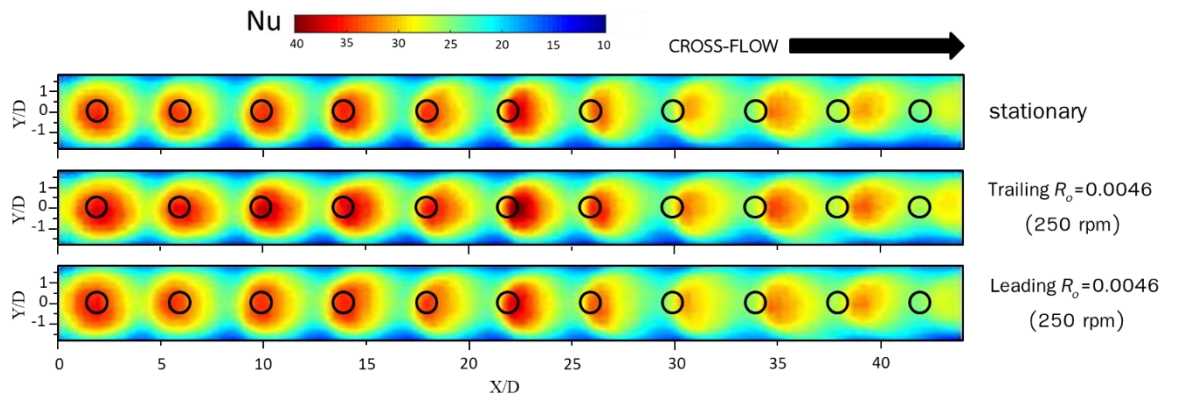 Nu
40 35 30 25 20 15 10
CROSS-FLOW
Y/D
1
0
-1
stationary
Y/D
1
0
-1
Trailing Rₒ=0.0046
(250 rpm)
Y/D
1
0
-1
Leading Rₒ=0.0046
(250 rpm)
0 5 10 15 20 25 30 35 40
X/D